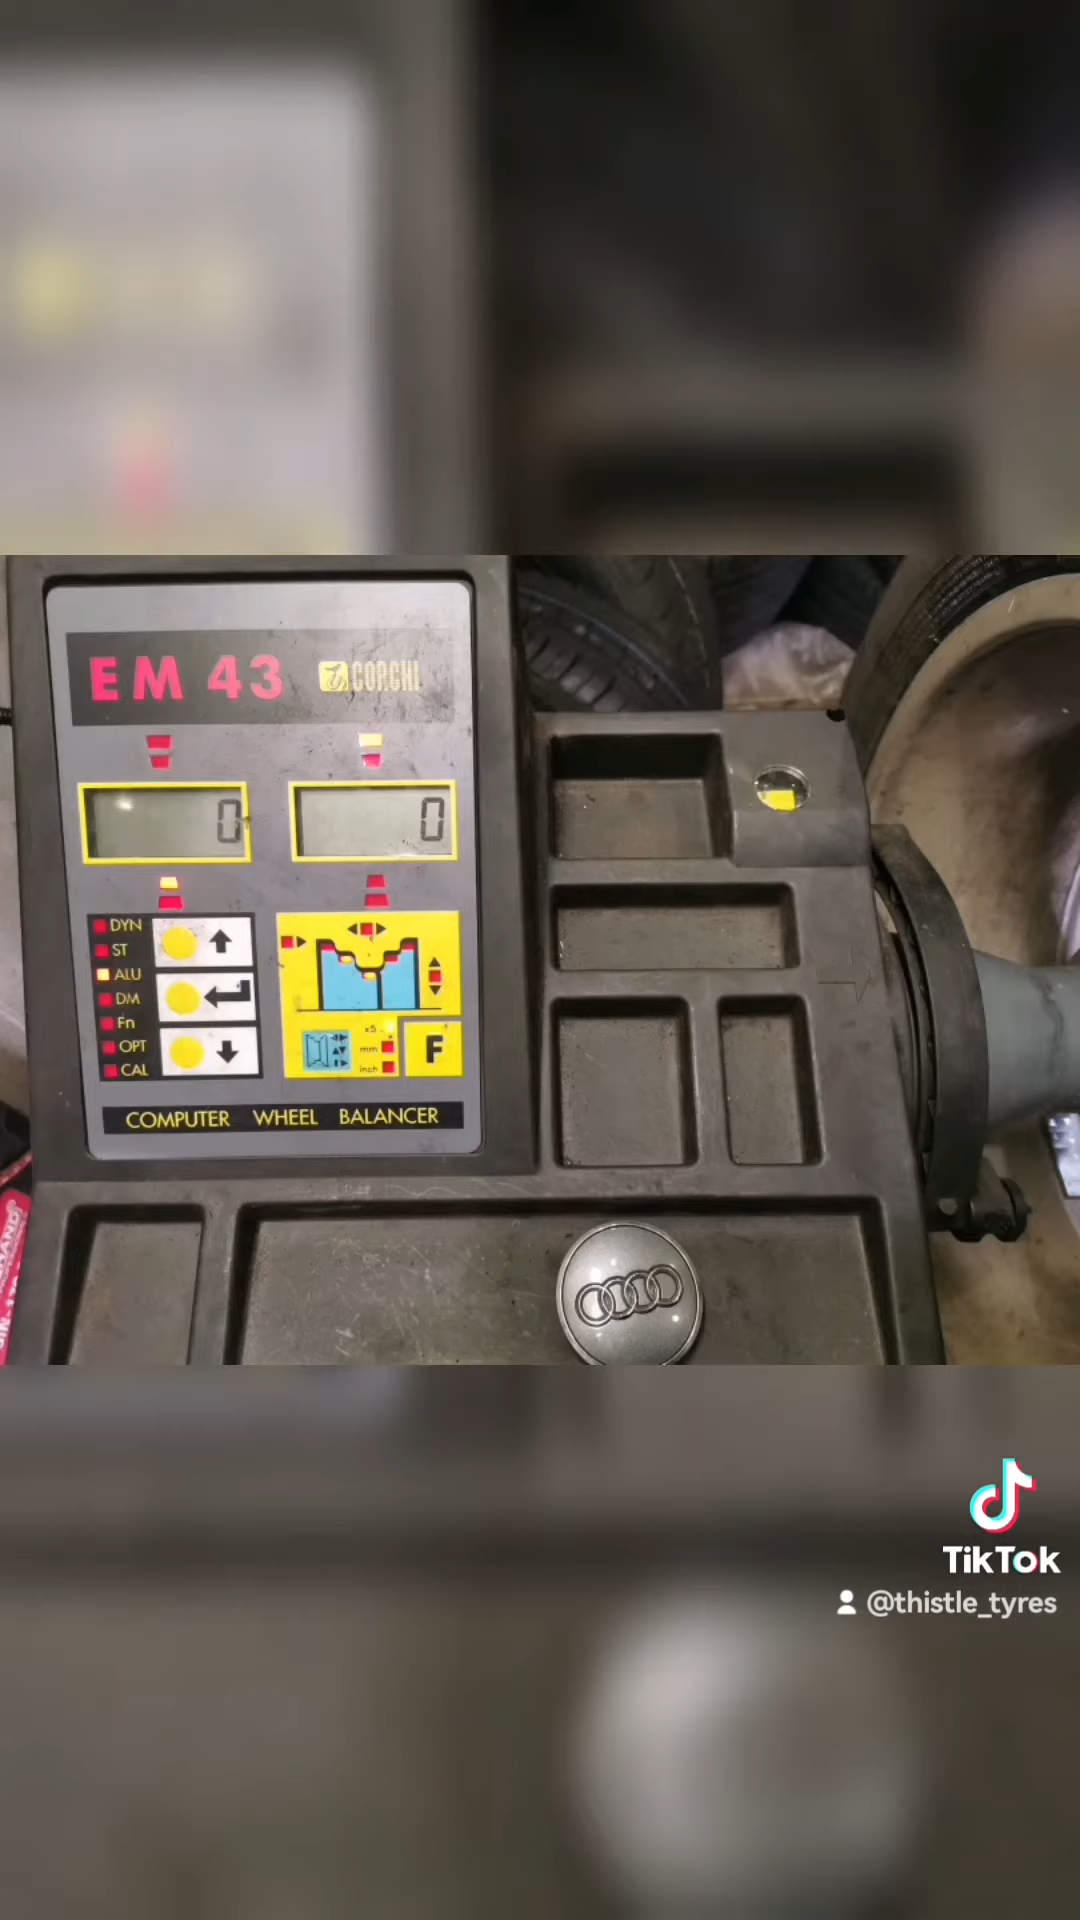 EM 43 CORGHI
0 0
DYN
ST
ALU
DM
Fn
OPT
CAL
x5
mm
inch
F
COMPUTER WHEEL BALANCER
TikTok
@thistle_tyres